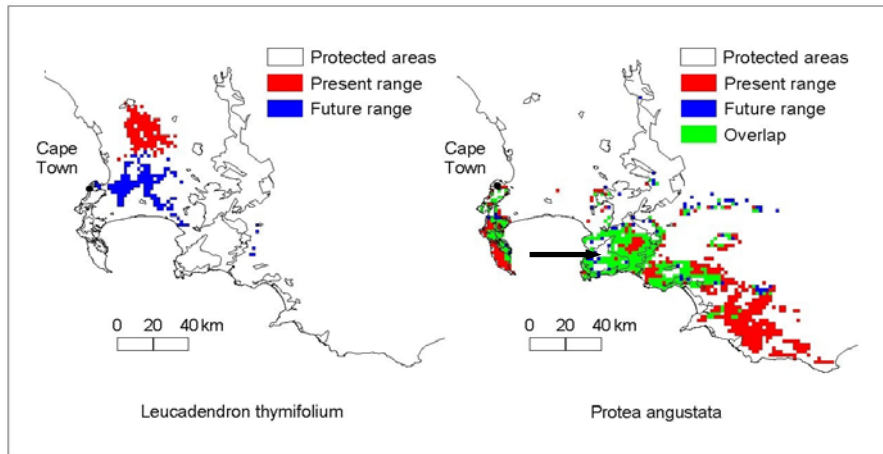 Protected areas
Present range
Future range
Cape
Town
0 20 40 km
Leucadendron thymifolium
Protected areas
Present range
Future range
Overlap
Cape
Town
0 20 40 km
Protea angustata